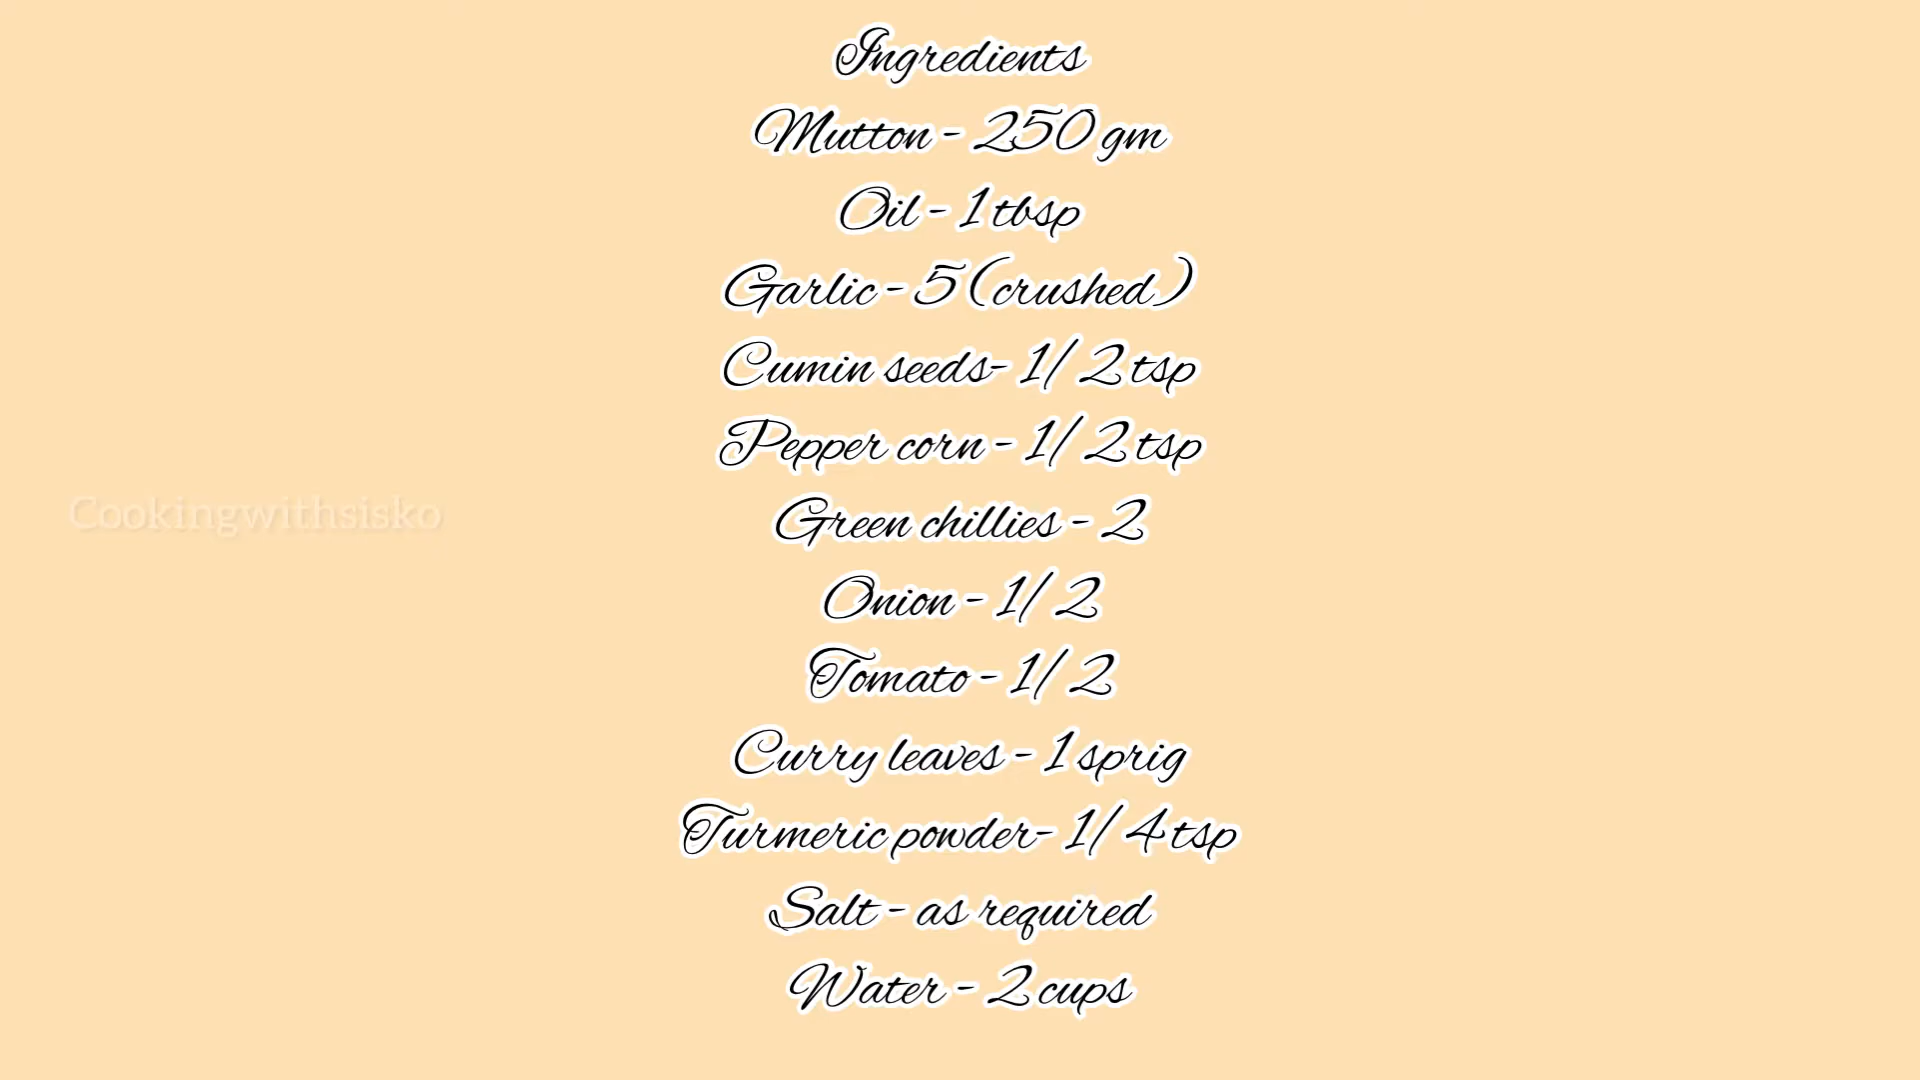 Ingredients
Mutton - 250 gm
Oil - 1 tbsp
Garlic - 5 (crushed)
Cumin seeds- 1/2 tsp
Pepper corn - 1/2 tsp
Cookingwithsisko
Green chillies - 2
Onion - 1/2
Tomato - 1/2
Curry leaves - 1 sprig
Turmeric powder- 1/4 tsp
Salt - as required
Water - 2 cups